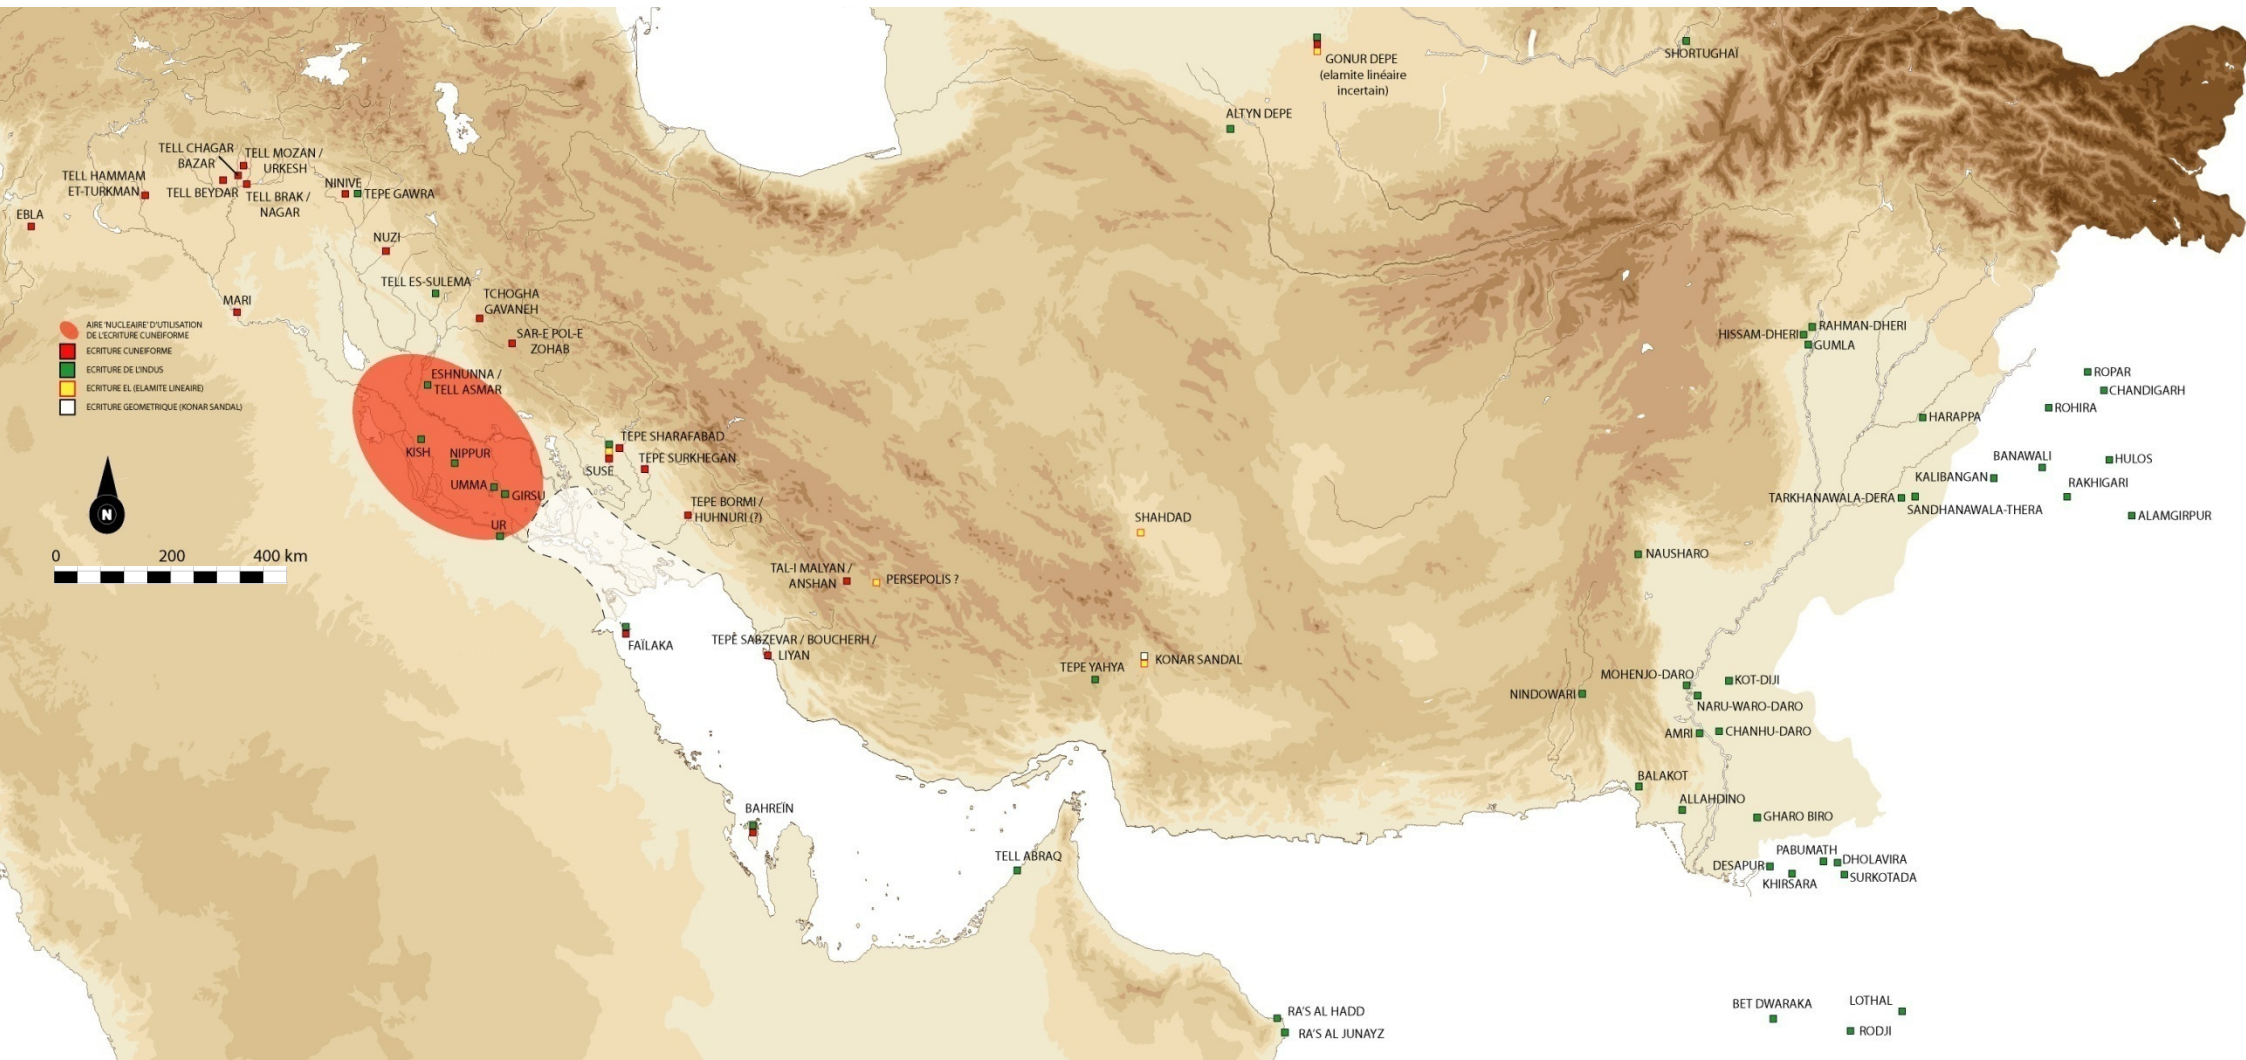 SHORTUGHAÏ
GONUR DEPE
(elamite linéaire
incertain)
ALTYN DEPE
TELL CHAGAR
BAZAR
TELL MOZAN /
URKESH
TELL HAMMAM
ET-TURKMAN
TELL BEYDAR
TELL BRAK /
NAGAR
NINIVE
TEPE GAWRA
EBLA
NUZI
TELL ES-SULEMA
TCHOGHA
GAVANEH
MARI
SAR-E POL-E
ZOHAB
AIRE 'NUCLEAIRE' D'UTILISATION
DE L'ECRITURE CUNEIFORME
ECRITURE CUNEIFORME
ECRITURE DE L'INDUS
ECRITURE EL (ELAMITE LINEAIRE)
ECRITURE GEOMETRIQUE (KONAR SANDAL)
ESHNUNNA /
TELL ASMAR
KISH
NIPPUR
UMMA
GIRSU
UR
SUSE
TEPE SHARAFABAD
TEPE SURKHEGAN
TEPE BORMI /
HUHNURI (?)
N
0 200 400 km
SHAHDAD
TAL-I MALYAN /
ANSHAN
PERSEPOLIS ?
FAÏLAKA
TEPÊ SABZEVAR / BOUCHERH /
LIYAN
TEPE YAHYA
KONAR SANDAL
BAHREÏN
TELL ABRAQ
RA'S AL HADD
RA'S AL JUNAYZ
RAHMAN-DHERI
HISSAM-DHERI
GUMLA
ROPAR
CHANDIGARH
ROHIRA
HARAPPA
BANAWALI
HULOS
KALIBANGAN
RAKHIGARI
TARKHANAWALA-DERA
SANDHANAWALA-THERA
ALAMGIRPUR
NAUSHARO
MOHENJO-DARO
KOT-DIJI
NINDOWARI
NARU-WARO-DARO
AMRI
CHANHU-DARO
BALAKOT
ALLAHDINO
GHARO BIRO
PABUMATH
DESAPUR
DHOLAVIRA
KHIRSARA
SURKOTADA
BET DWARAKA
LOTHAL
RODJI